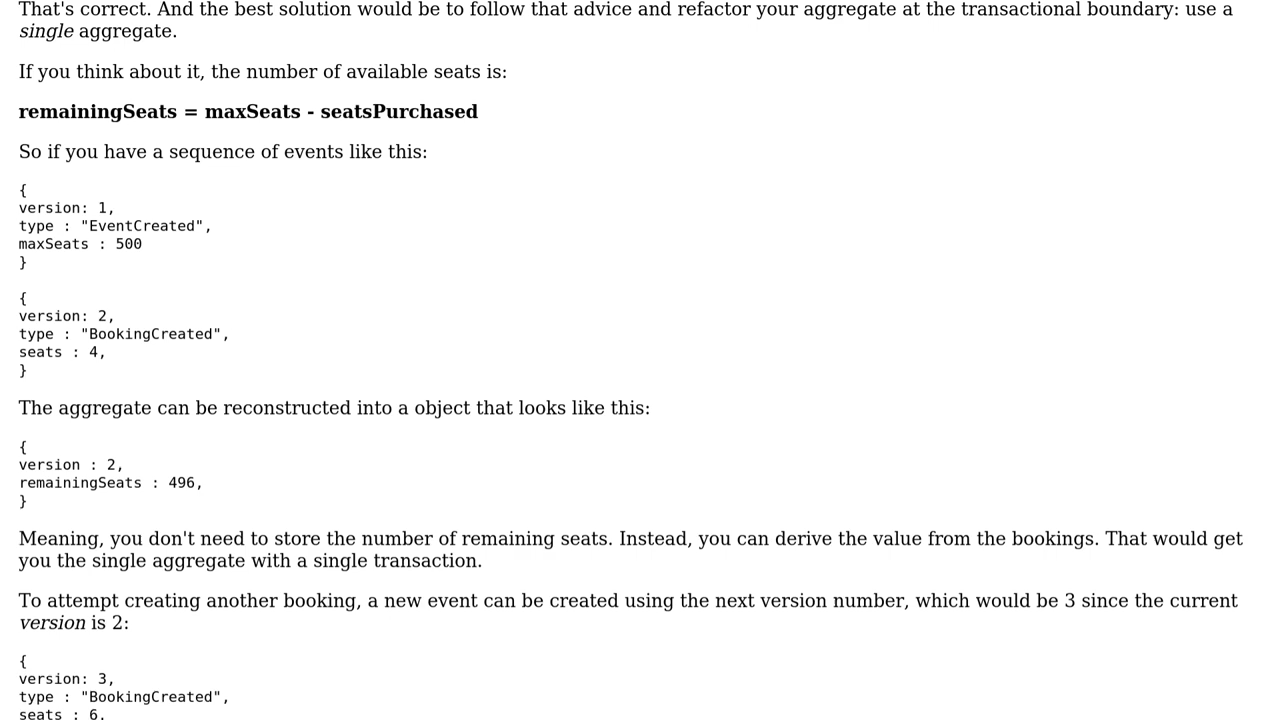 That's correct. And the best solution would be to follow that advice and refactor your aggregate at the transactional boundary: use a
single aggregate.
If you think about it, the number of available seats is:
remainingSeats = maxSeats - seatsPurchased
So if you have a sequence of events like this:
{
version: 1,
type : "EventCreated",
maxSeats : 500
}
{
version: 2,
type : "BookingCreated",
seats : 4,
}
The aggregate can be reconstructed into a object that looks like this:
{
version : 2,
remainingSeats : 496,
}
Meaning, you don't need to store the number of remaining seats. Instead, you can derive the value from the bookings. That would get
you the single aggregate with a single transaction.
To attempt creating another booking, a new event can be created using the next version number, which would be 3 since the current
version is 2:
{
version: 3,
type : "BookingCreated",
seats : 6,